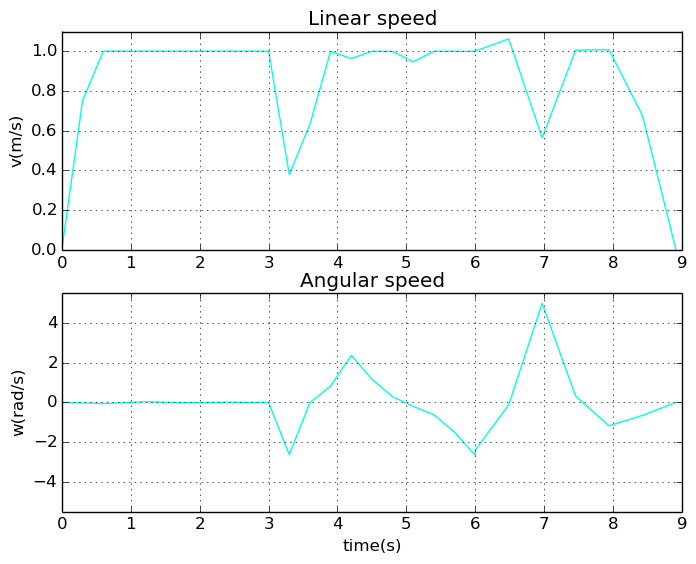 Linear speed
1.0
0.8
0.6
0.4
0.2
0.0
v(m/s)
0 1 2 3 4 5 6 7 8 9
Angular speed
4
2
0
−2
−4
w(rad/s)
0 1 2 3 4 5 6 7 8 9
time(s)